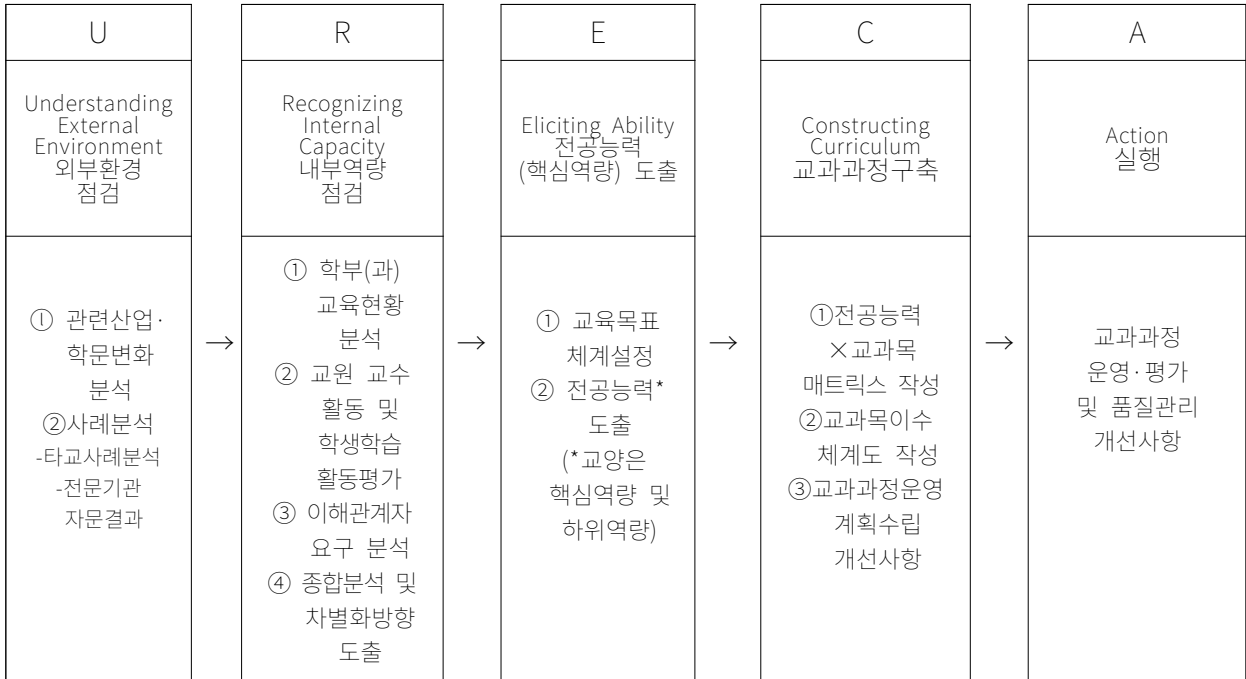 U
Understanding
External
Environment
외부환경
점검
① 관련산업·
학문변화
분석
②사례분석
-타교사례분석
-전문기관
자문결과
→
R
Recognizing
Internal
Capacity
내부역량
점검
① 학부(과)
교육현황
분석
② 교원 교수
활동 및
학생학습
활동평가
③ 이해관계자
요구 분석
④ 종합분석 및
차별화방향
도출
→
E
Eliciting Ability
전공능력
(핵심역량) 도출
① 교육목표
체계설정
② 전공능력*
도출
(*교양은
핵심역량 및
하위역량)
→
C
Constructing
Curriculum
교과과정구축
①전공능력
×교과목
매트릭스 작성
②교과목이수
체계도 작성
③교과과정운영
계획수립
개선사항
→
A
Action
실행
교과과정
운영·평가
및 품질관리
개선사항